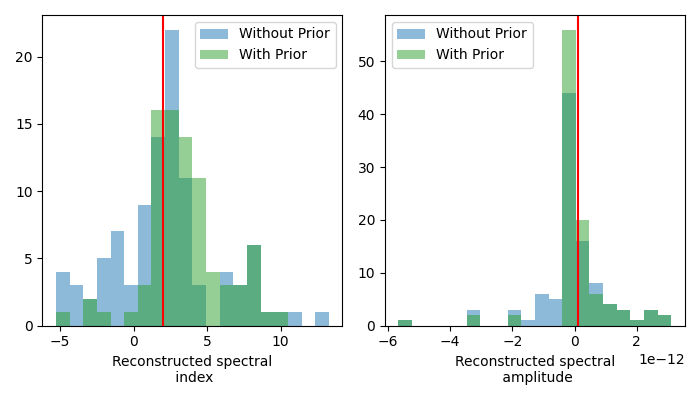 Without Prior
With Prior
20
15
10
5
0
−5
0
5
10
Reconstructed spectral
index
Without Prior
With Prior
50
40
30
20
10
0
−6
−4
−2
0
2
1e−12
Reconstructed spectral
amplitude